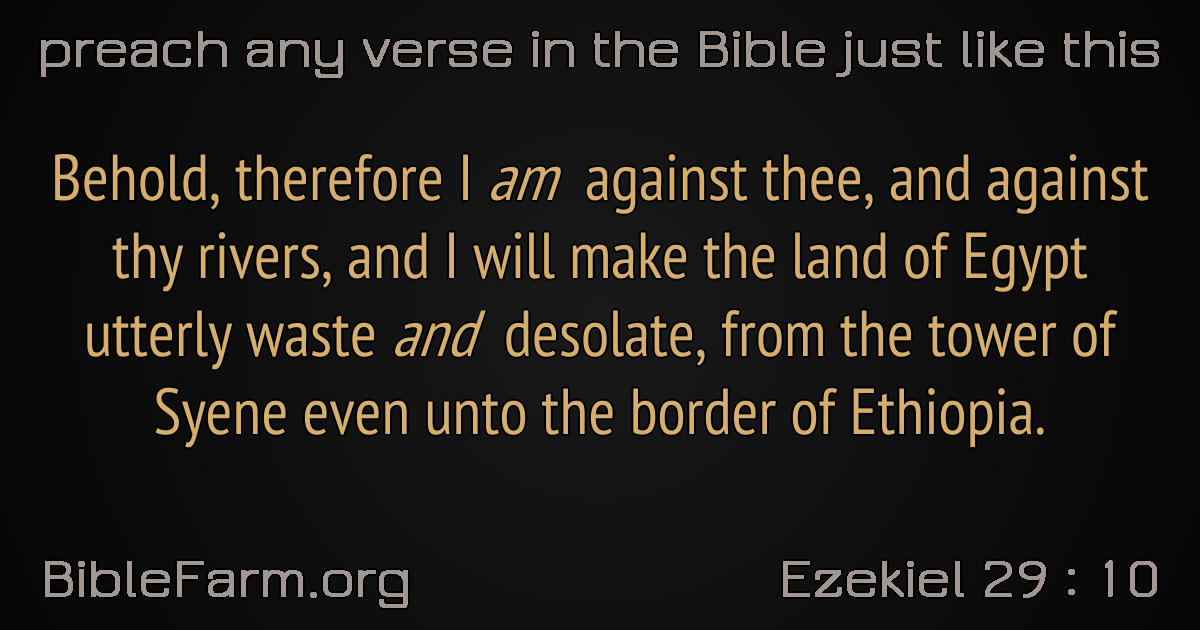 preach any verse in the Bible just like this
Behold, therefore I am against thee, and against
thy rivers, and I will make the land of Egypt
utterly waste and desolate, from the tower of
Syene even unto the border of Ethiopia.
BibleFarm.org
Ezekiel 29 : 10